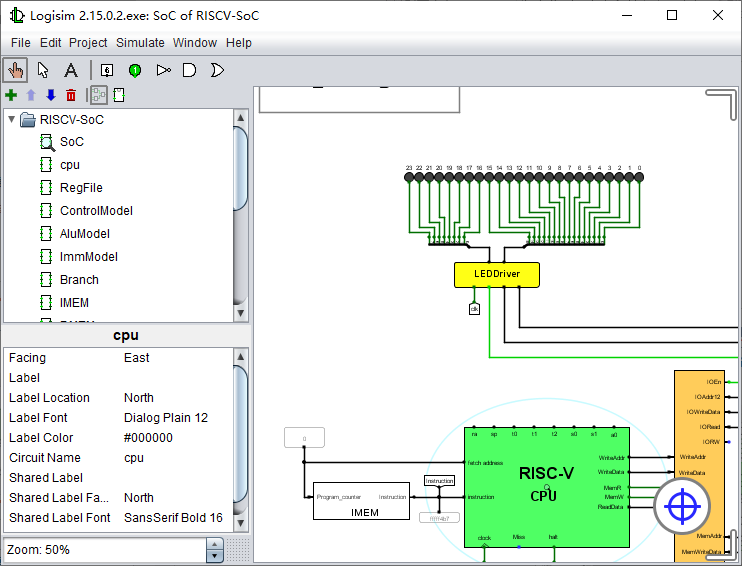 Logisim 2.15.0.2.exe: SoC of RISCV-SoC
File Edit Project Simulate Window Help
RISCV-SoC
SoC
cpu
RegFile
ControlModel
AluModel
ImmModel
Branch
IMEM
cpu
Facing East
Label
Label Location North
Label Font Dialog Plain 12
Label Color #000000
Circuit Name cpu
Shared Label
Shared Label Fa... North
Shared Label Font SansSerif Bold 16
Zoom: 50%
23 22 21 20 19 18 17 16 15 14 13 12 11 10 9 8 7 6 5 4 3 2 1 0
LEDDriver
clk
IOEn
IOAddr12
IOWriteData
IORead
IORW
WriteAddr
WriteData
MemAddr
MemWriteData
ra sp t0 t1 t2 s0 s1 a0
fetch address
instruction
RISC-V
CPU
WriteAddr
WriteData
MemR
MemW
ReadData
clock Miss halt
0
Program_counter Instruction
IMEM
Instruction